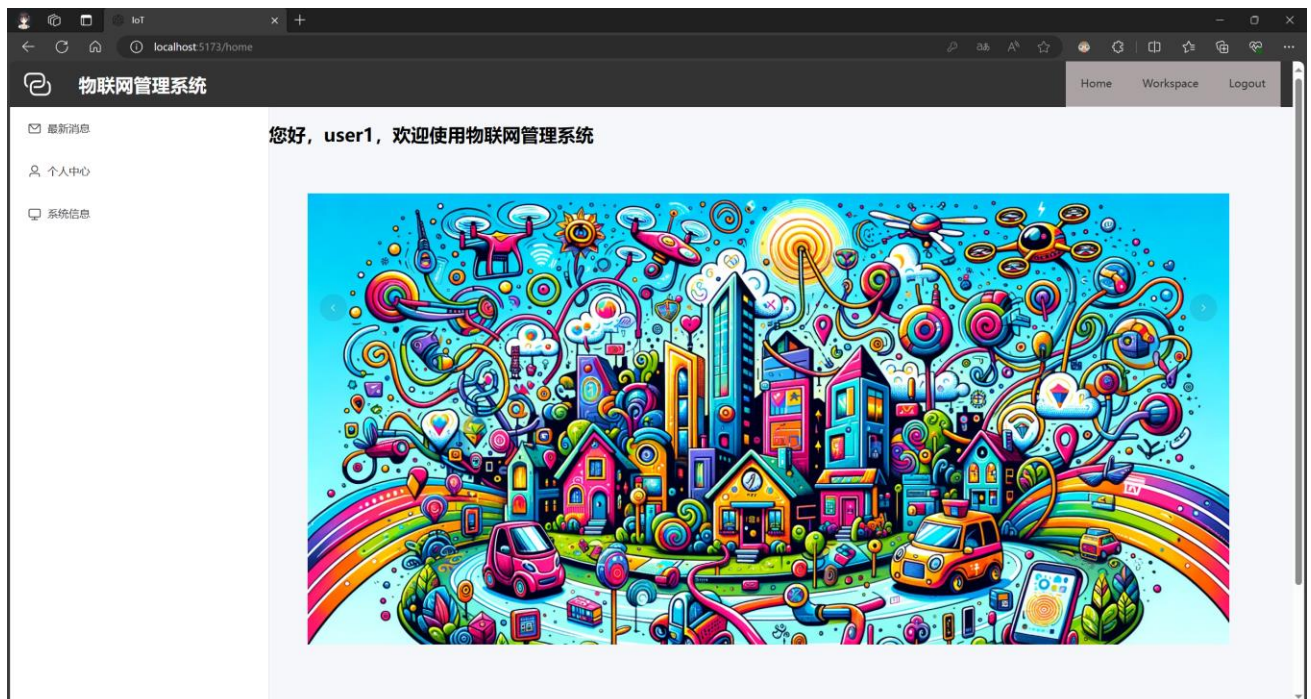 IoT
localhost:5173/home
物联网管理系统
Home Workspace Logout
最新消息
个人中心
系统信息
您好，user1，欢迎使用物联网管理系统